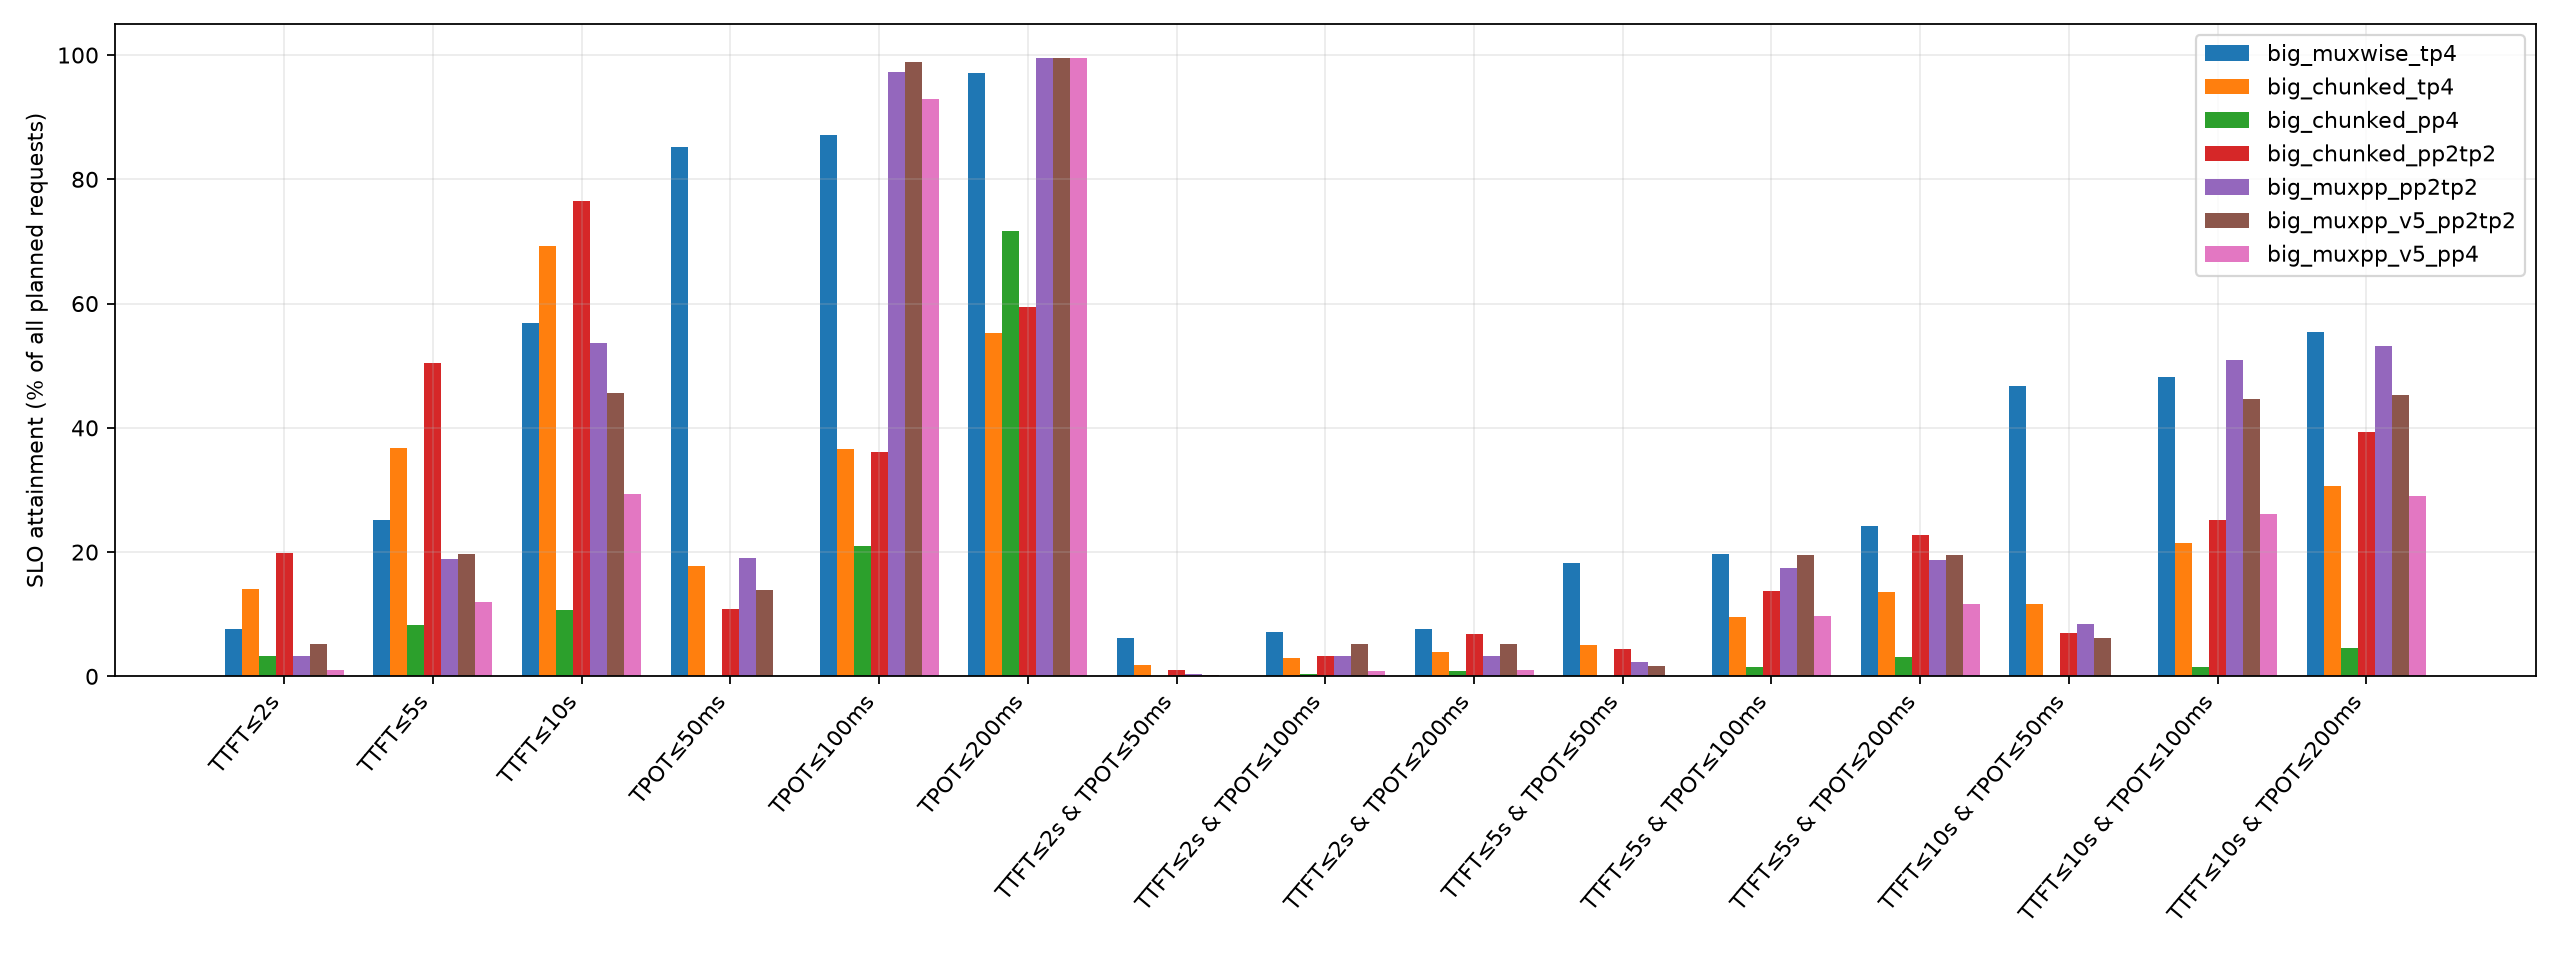 SLO attainment (% of all planned requests)
100
80
60
40
20
0
big_muxwise_tp4
big_chunked_tp4
big_chunked_pp4
big_chunked_pp2tp2
big_muxpp_pp2tp2
big_muxpp_v5_pp2tp2
big_muxpp_v5_pp4
TTFT≤2s
TTFT≤5s
TTFT≤10s
TPOT≤50ms
TPOT≤100ms
TPOT≤200ms
TTFT≤2s & TPOT≤50ms
TTFT≤2s & TPOT≤100ms
TTFT≤2s & TPOT≤200ms
TTFT≤5s & TPOT≤50ms
TTFT≤5s & TPOT≤100ms
TTFT≤5s & TPOT≤200ms
TTFT≤10s & TPOT≤50ms
TTFT≤10s & TPOT≤100ms
TTFT≤10s & TPOT≤200ms